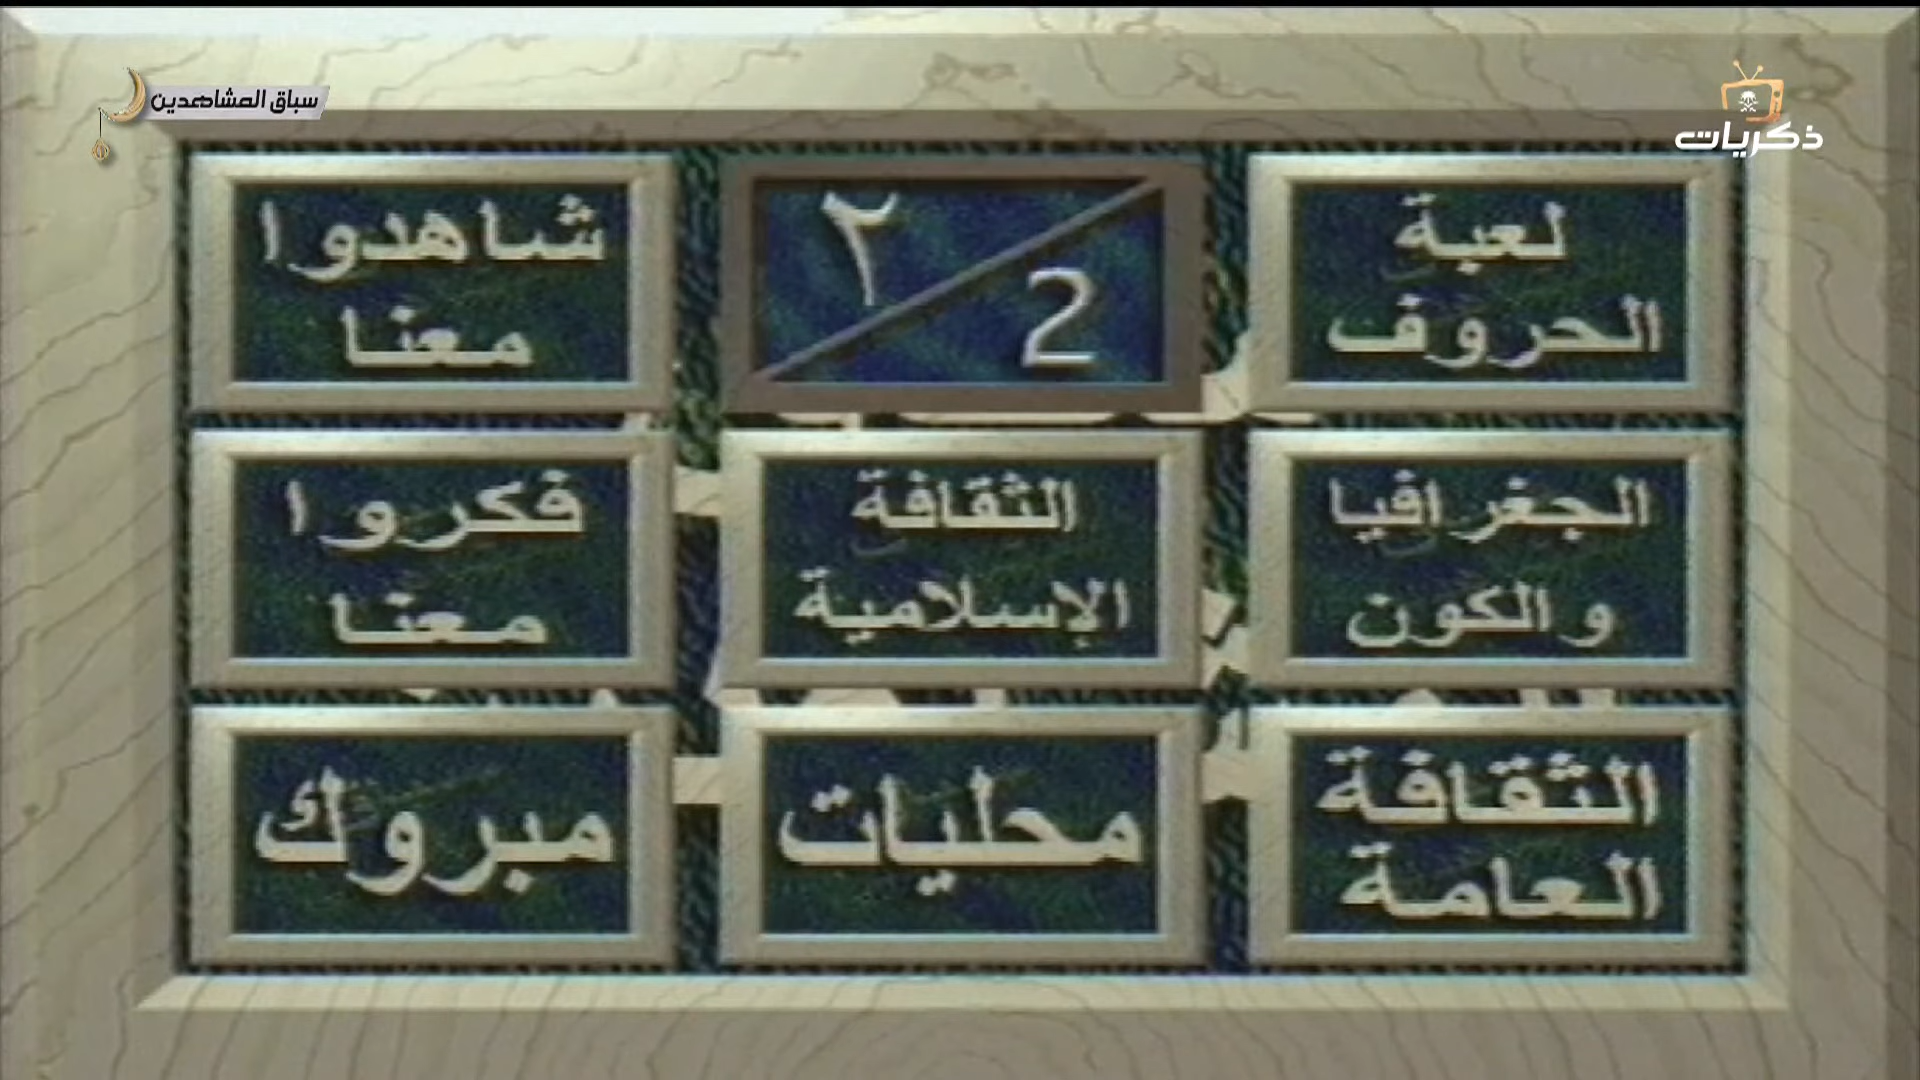 ذكريات
سباق المشاهدين
لعبة
الحروف
٢
2
شاهدوا
معنا
الجغرافيا
والكون
الثقافة
الإسلامية
فكروا
معنا
الثقافة
العامة
محليات
مبروك